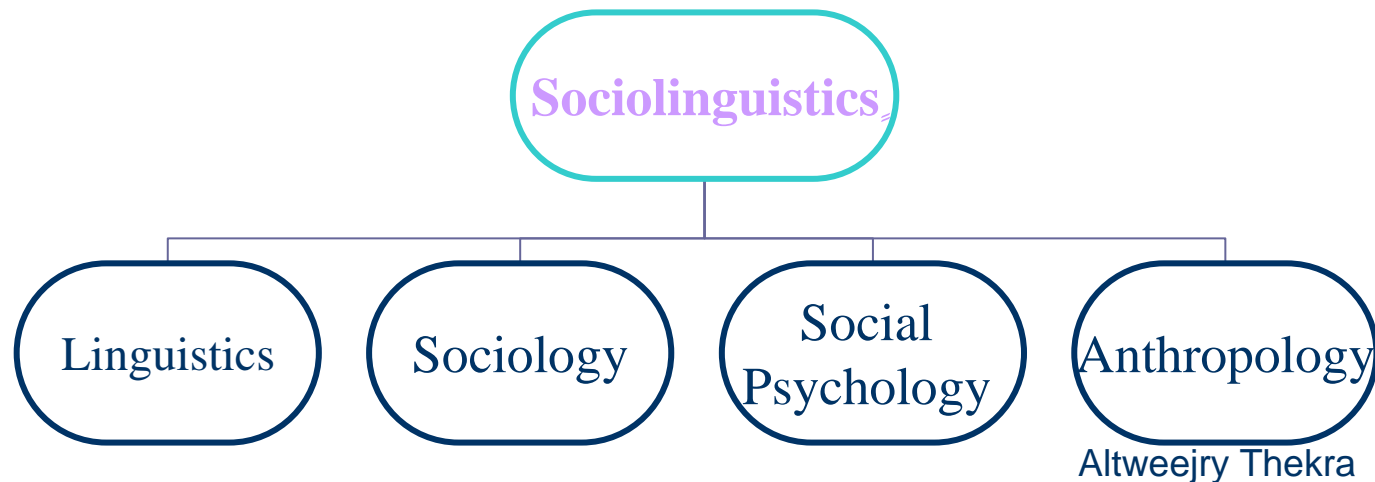 Sociolinguistics
Linguistics
Sociology
Social
Psychology
Anthropology
Altweejry Thekra